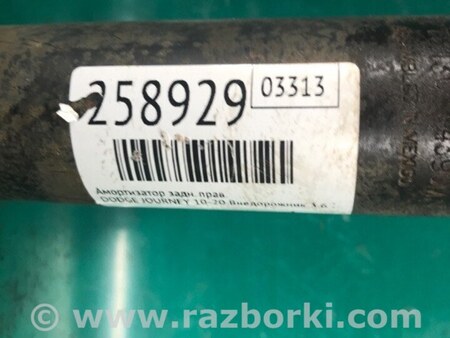 258929
03313
Амортизатор задн. прав.
DODGE JOURNEY 10-20 Внедорожник 3.6
© www.razborki.com